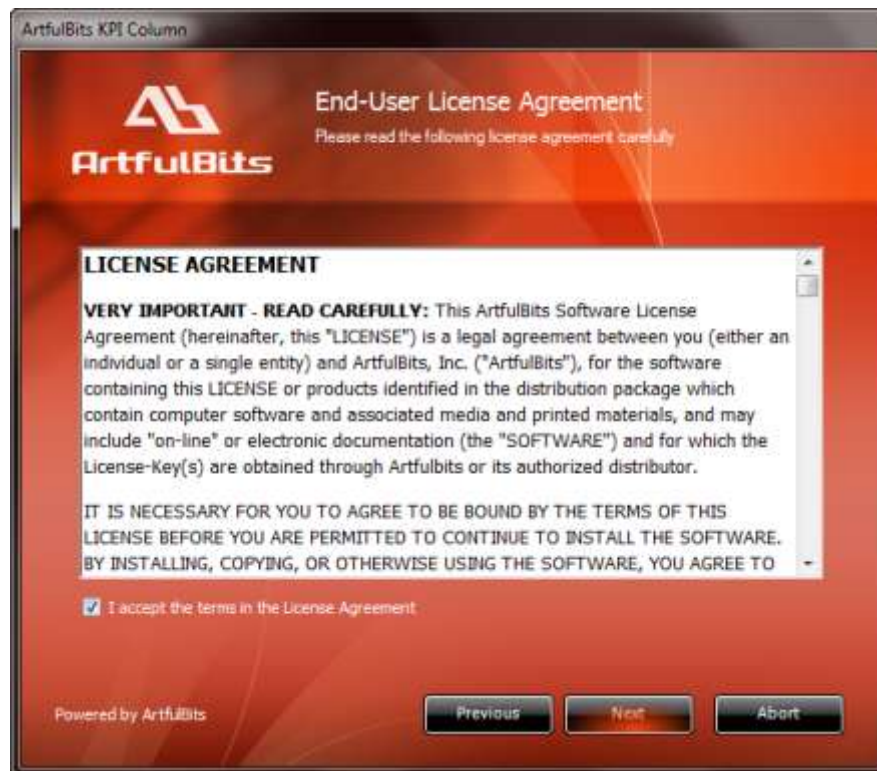 ArtfulBits KPI Column
ArtfulBits
End-User License Agreement
Please read the following license agreement carefully
LICENSE AGREEMENT
VERY IMPORTANT - READ CAREFULLY: This ArtfulBits Software License
Agreement (hereinafter, this "LICENSE") is a legal agreement between you (either an
individual or a single entity) and ArtfulBits, Inc. ("ArtfulBits"), for the software
containing this LICENSE or products identified in the distribution package which
contain computer software and associated media and printed materials, and may
include "on-line" or electronic documentation (the "SOFTWARE") and for which the
License-Key(s) are obtained through Artfulbits or its authorized distributor.
IT IS NECESSARY FOR YOU TO AGREE TO BE BOUND BY THE TERMS OF THIS
LICENSE BEFORE YOU ARE PERMITTED TO CONTINUE TO INSTALL THE SOFTWARE.
BY INSTALLING, COPYING, OR OTHERWISE USING THE SOFTWARE, YOU AGREE TO
I accept the terms in the License Agreement
Powered by ArtfulBits
Previous
Next
Abort